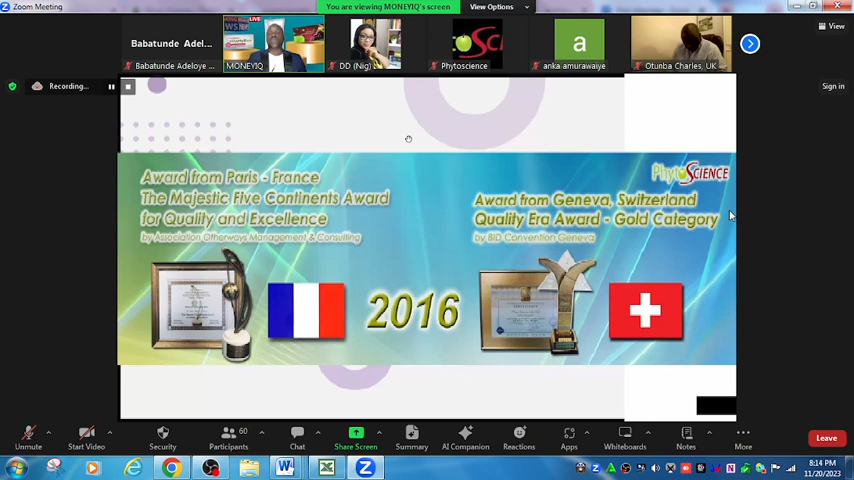 Zoom Meeting
You are viewing MONEYIQ's screen
View Options
View
Babatunde Adel...
Babatunde Adeloye ...
NEWS
LIVE
MONEYIQ
DD (Nig)
Phytoscience
a
anka amurawaiye
Otunba Charles, UK
Recording...
Sign in
PhytoSCIENCE
Award from Paris - France
The Majestic Five Continents Award
for Quality and Excellence
by Association Otherways Management & Consulting
Award from Geneva, Switzerland
Quality Era Award - Gold Category
by BID Convention Geneva
2016
Unmute
Start Video
Security
60
Participants
Chat
Share Screen
Summary
AI Companion
Reactions
Apps
Whiteboards
Notes
More
Leave
8:14 PM
11/20/2023